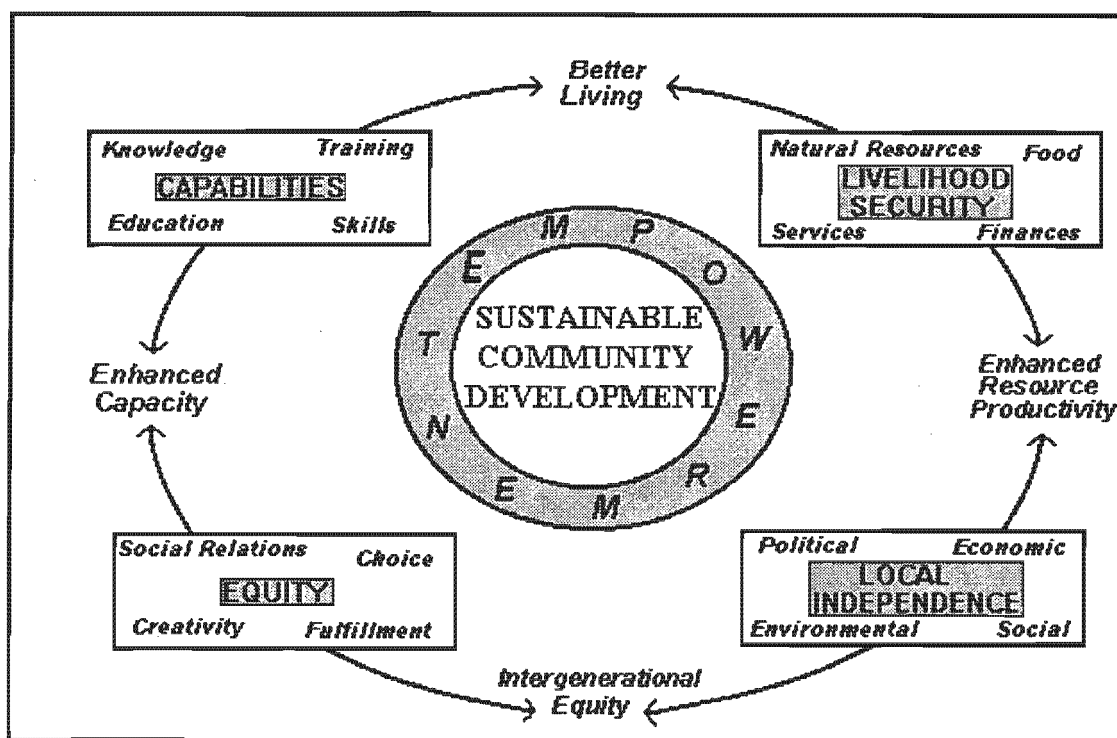 Better
Living
Knowledge Training
CAPABILITIES
Education Skills
Natural Resources Food
LIVELIHOOD
SECURITY
Services Finances
EMPOWERMENT
SUSTAINABLE
COMMUNITY
DEVELOPMENT
Enhanced
Capacity
Enhanced
Resource
Productivity
Social Relations Choice
EQUITY
Creativity Fulfillment
Political Economic
LOCAL
INDEPENDENCE
Environmental Social
Intergenerational
Equity